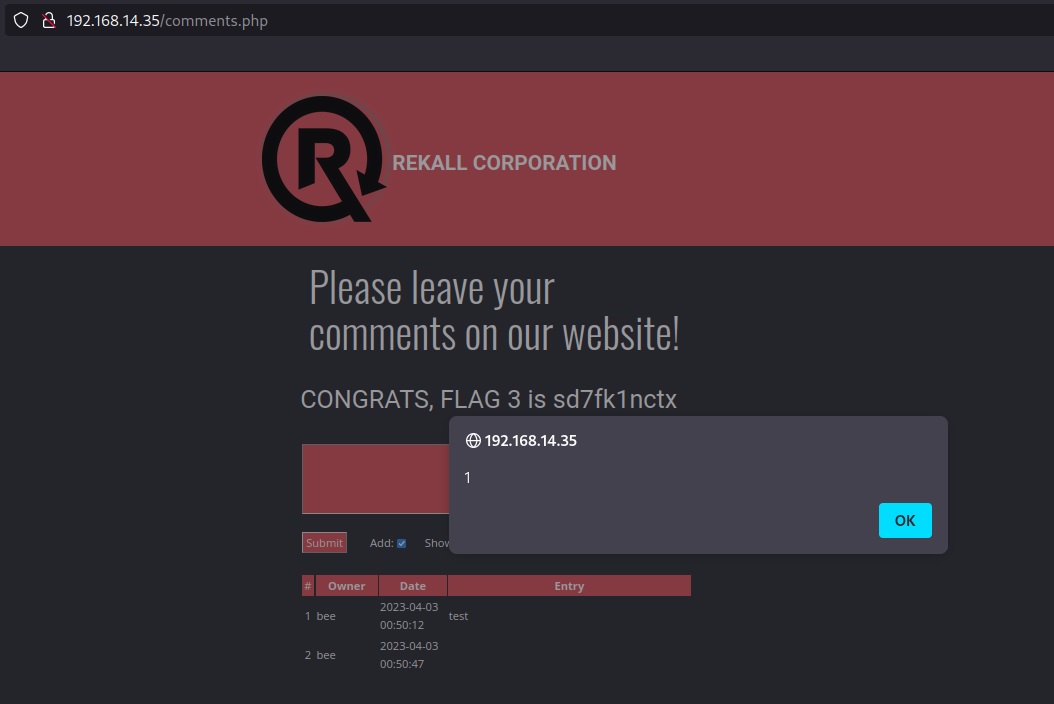 192.168.14.35/comments.php
R
REKALL CORPORATION
Please leave your
comments on our website!
CONGRATS, FLAG 3 is sd7fk1nctx
192.168.14.35
1
OK
Submit Add: Show
# Owner Date Entry
1 bee 2023-04-03 00:50:12 test
2 bee 2023-04-03 00:50:47